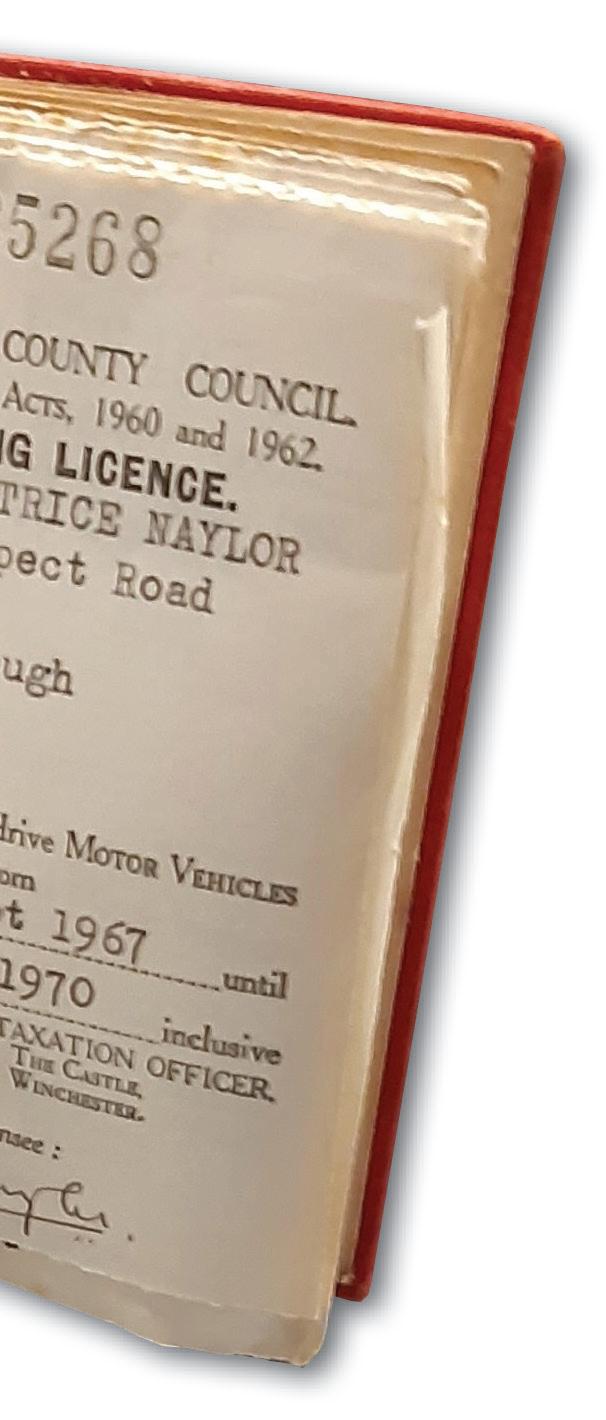 5268
COUNTY COUNCIL.
ACTS, 1960 and 1962.
G LICENCE.
TRICE NAYLOR
pect Road
ugh
drive MOTOR VEHICLES
om
t 1967
until
1970
inclusive
TAXATION OFFICER,
THE CASTLE,
WINCHESTER.
nsee :